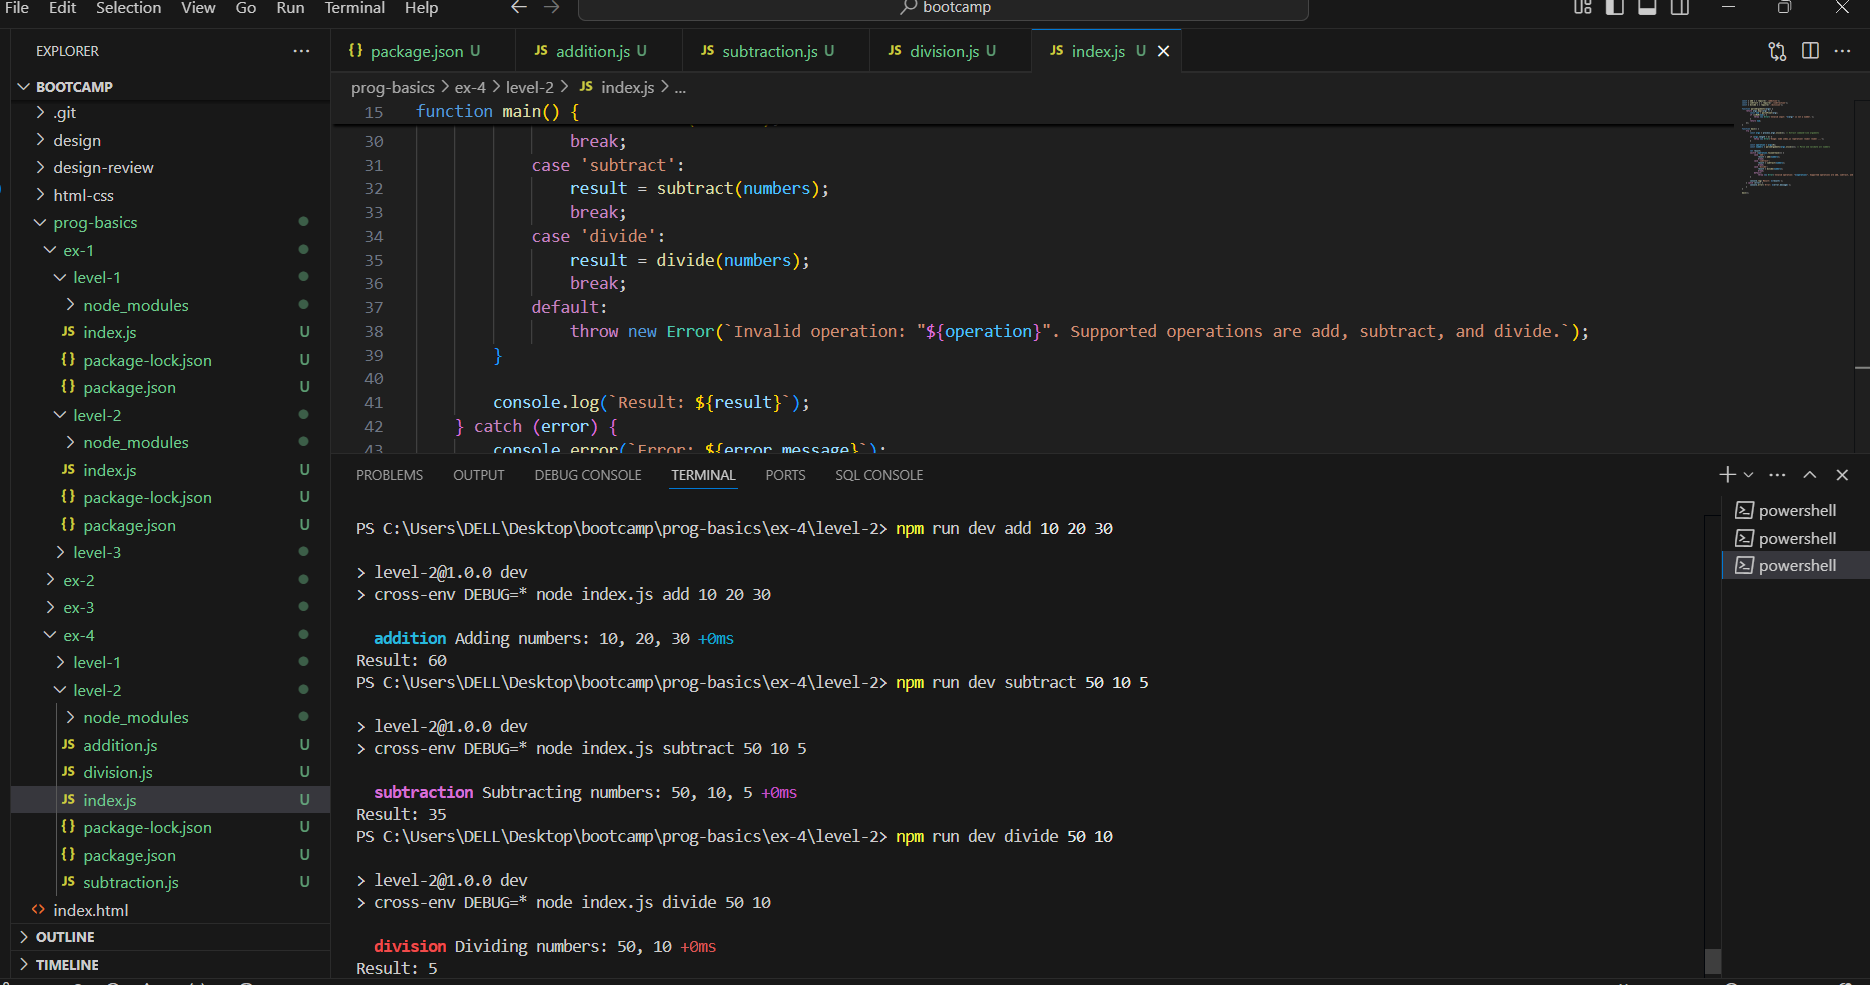 File Edit Selection View Go Run Terminal Help
bootcamp
EXPLORER
BOOTCAMP
.git
design
design-review
html-css
prog-basics
ex-1
level-1
node_modules
JS index.js U
{} package-lock.json U
{} package.json U
level-2
node_modules
JS index.js U
{} package-lock.json U
{} package.json U
level-3
ex-2
ex-3
ex-4
level-1
level-2
node_modules
JS addition.js U
JS division.js U
JS index.js U
{} package-lock.json U
{} package.json U
JS subtraction.js U
<> index.html
OUTLINE
TIMELINE
{} package.json U
JS addition.js U
JS subtraction.js U
JS division.js U
JS index.js U
prog-basics > ex-4 > level-2 > JS index.js > ...
15 function main() {
30 break;
31 case 'subtract':
32 result = subtract(numbers);
33 break;
34 case 'divide':
35 result = divide(numbers);
36 break;
37 default:
38 throw new Error(`Invalid operation: "${operation}". Supported operations are add, subtract, and divide.`);
39 }
40
41 console.log(`Result: ${result}`);
42 } catch (error) {
43 console.error(`Error: ${error.message}`);
PROBLEMS OUTPUT DEBUG CONSOLE TERMINAL PORTS SQL CONSOLE
PS C:\Users\DELL\Desktop\bootcamp\prog-basics\ex-4\level-2> npm run dev add 10 20 30
> level-2@1.0.0 dev
> cross-env DEBUG=* node index.js add 10 20 30
addition Adding numbers: 10, 20, 30 +0ms
Result: 60
PS C:\Users\DELL\Desktop\bootcamp\prog-basics\ex-4\level-2> npm run dev subtract 50 10 5
> level-2@1.0.0 dev
> cross-env DEBUG=* node index.js subtract 50 10 5
subtraction Subtracting numbers: 50, 10, 5 +0ms
Result: 35
PS C:\Users\DELL\Desktop\bootcamp\prog-basics\ex-4\level-2> npm run dev divide 50 10
> level-2@1.0.0 dev
> cross-env DEBUG=* node index.js divide 50 10
division Dividing numbers: 50, 10 +0ms
Result: 5
powershell
powershell
powershell